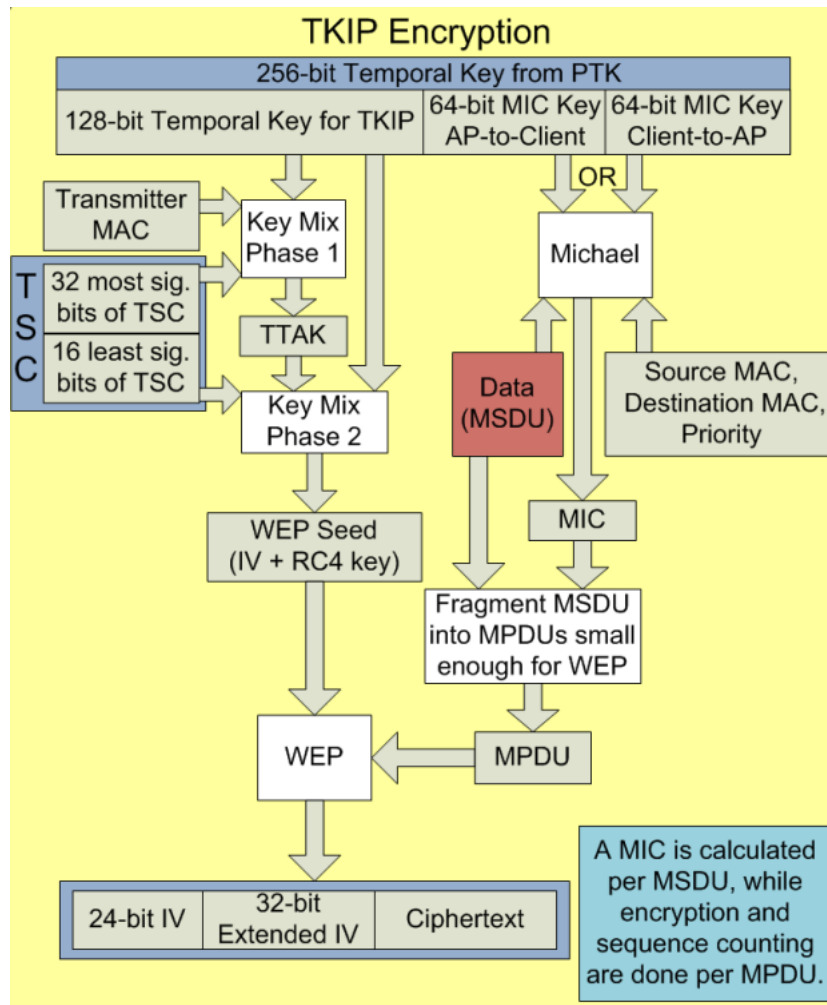 TKIP Encryption
256-bit Temporal Key from PTK
128-bit Temporal Key for TKIP
64-bit MIC Key
AP-to-Client
64-bit MIC Key
Client-to-AP
OR
Transmitter
MAC
Key Mix
Phase 1
Michael
TSC
32 most sig.
bits of TSC
16 least sig.
bits of TSC
TTAK
Key Mix
Phase 2
Data
(MSDU)
Source MAC,
Destination MAC,
Priority
WEP Seed
(IV + RC4 key)
MIC
Fragment MSDU
into MPDUs small
enough for WEP
WEP
MPDU
24-bit IV
32-bit
Extended IV
Ciphertext
A MIC is calculated
per MSDU, while
encryption and
sequence counting
are done per MPDU.